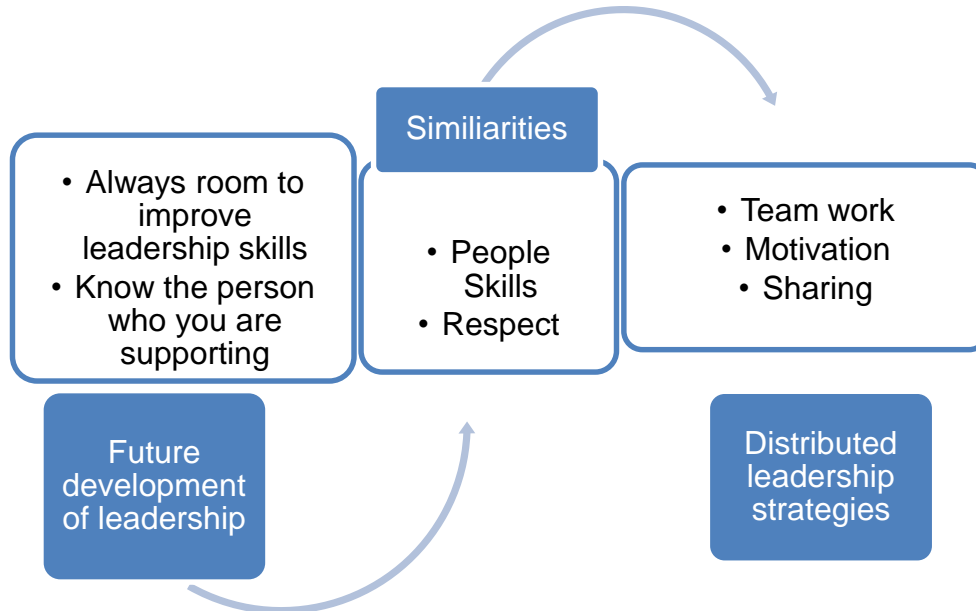 • Always room to
improve
leadership skills
• Know the person
who you are
supporting
Future
development
of leadership
Similiarities
• People
Skills
• Respect
• Team work
• Motivation
• Sharing
Distributed
leadership
strategies